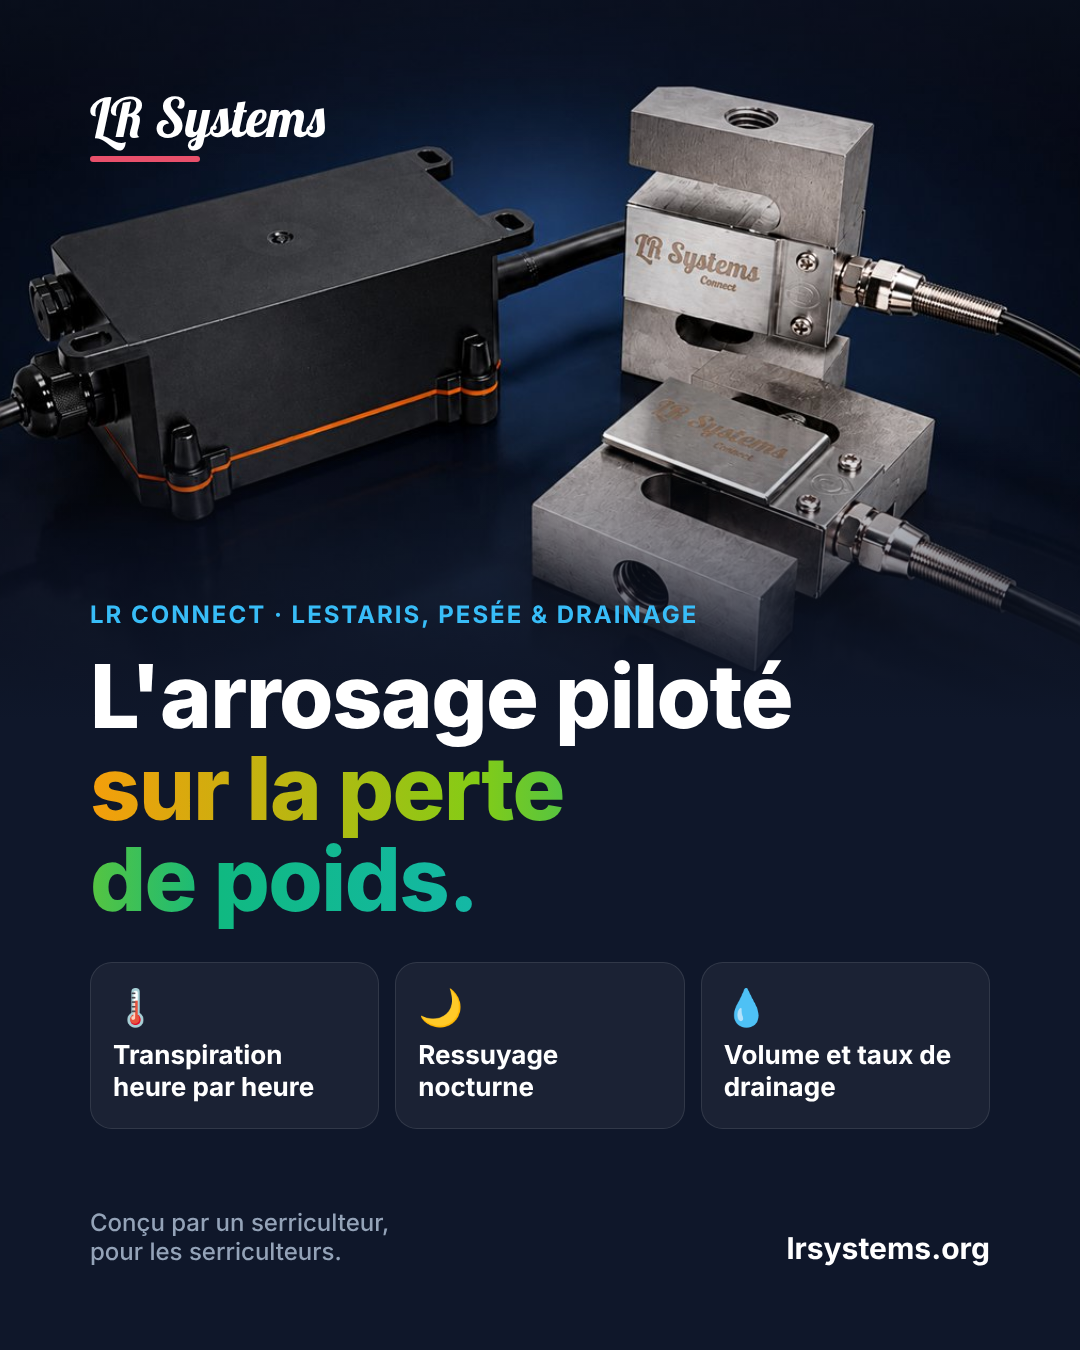 LR Systems
LR Systems
Connect
LR Systems
Connect
LR CONNECT · LESTARIS, PESÉE & DRAINAGE
L'arrosage piloté
sur la perte
de poids.
Transpiration
heure par heure
Ressuyage
nocturne
Volume et taux de
drainage
Conçu par un serriculteur,
pour les serriculteurs.
lrsystems.org